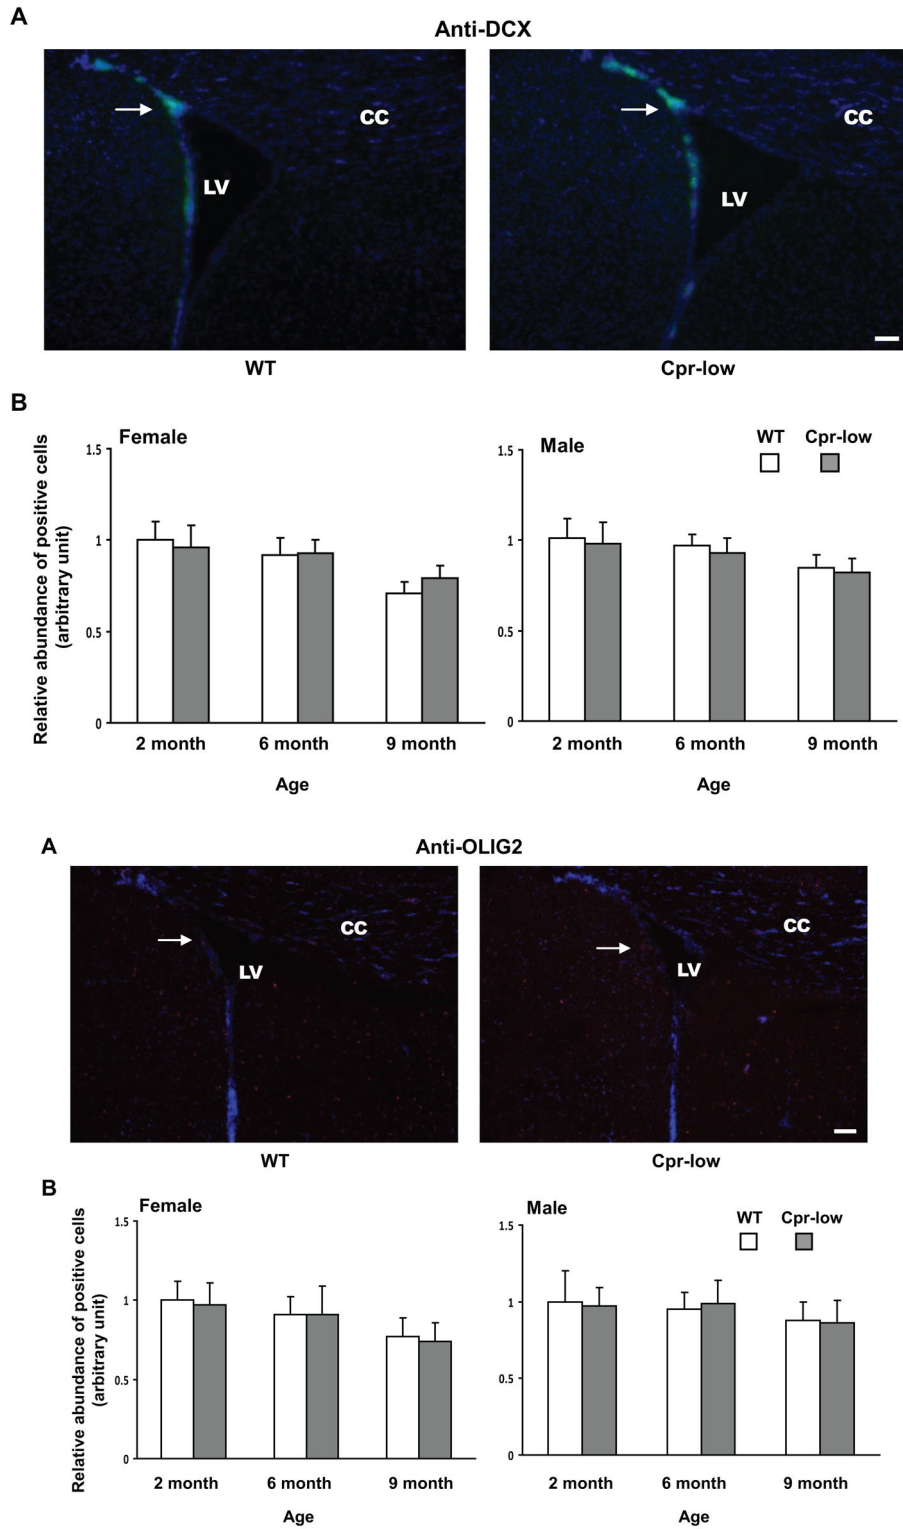 A
Anti-DCX
CC
CC
LV
LV
WT
Cpr-low
B
Female
Male
WT
Cpr-low
1.5
1
0.5
0
1.5
1
0.5
0
Relative abundance of positive cells
(arbitrary unit)
2 month
6 month
9 month
2 month
6 month
9 month
Age
Age
A
Anti-OLIG2
CC
CC
LV
LV
WT
Cpr-low
B
Female
Male
WT
Cpr-low
1.5
1
0.5
0
1.5
1
0.5
0
Relative abundance of positive cells
(arbitrary unit)
2 month
6 month
9 month
2 month
6 month
9 month
Age
Age